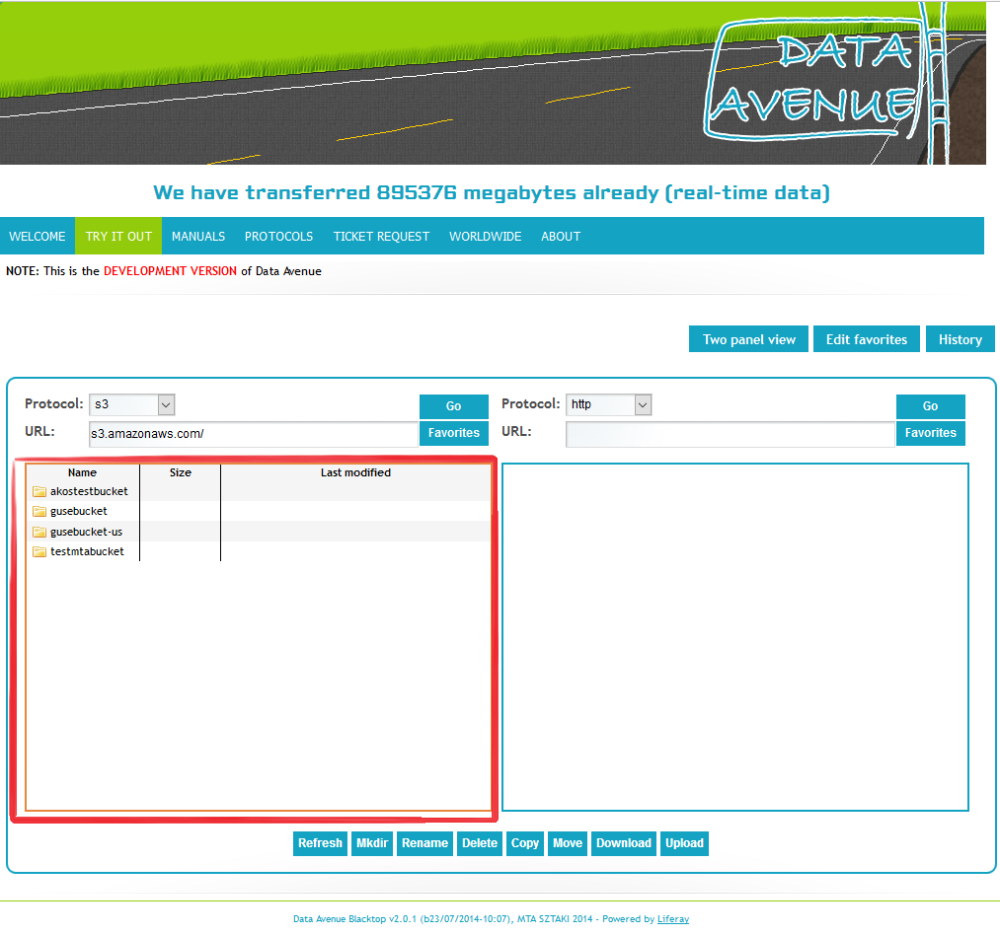 DATA
AVENUE
We have transferred 895376 megabytes already (real-time data)
WELCOME TRY IT OUT MANUALS PROTOCOLS TICKET REQUEST WORLDWIDE ABOUT
NOTE: This is the DEVELOPMENT VERSION of Data Avenue
Two panel view Edit favorites History
Protocol: s3 Go Protocol: http Go
URL: s3.amazonaws.com/ Favorites URL: Favorites
Name Size Last modified
akostestbucket
gusebucket
gusebucket-us
testmtabucket
Refresh Mkdir Rename Delete Copy Move Download Upload
Data Avenue Blacktop v2.0.1 (b23/07/2014-10:07), MTA SZTAKI 2014 - Powered by Liferay